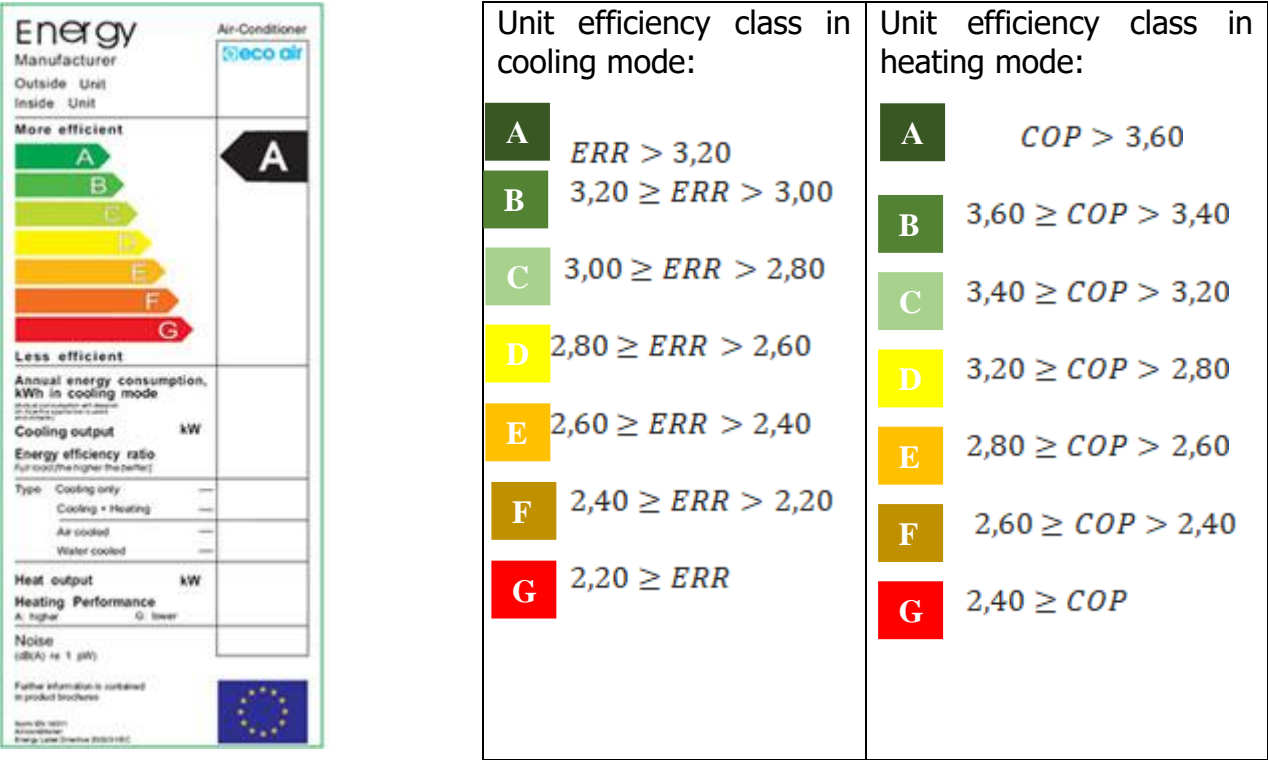 Energy
Air-Conditioner
Manufacturer
eco air
Outside Unit
Inside Unit
More efficient
A
A
B
C
D
E
F
G
Less efficient
Annual energy consumption,
kWh in cooling mode
Cooling output kW
Energy efficiency ratio
Full load (the higher the better)
Type Cooling only —
Cooling + Heating —
Air cooled —
Water cooled —
Heat output kW
Heating Performance
A: higher G: lower
Noise
(dB(A) re 1 pW)
Further information is contained
in product brochures
Unit efficiency class in
cooling mode:
A
ERR > 3,20
B 3,20 ≥ ERR > 3,00
C 3,00 ≥ ERR > 2,80
D 2,80 ≥ ERR > 2,60
E 2,60 ≥ ERR > 2,40
F 2,40 ≥ ERR > 2,20
G 2,20 ≥ ERR
Unit efficiency class in
heating mode:
A COP > 3,60
B 3,60 ≥ COP > 3,40
C 3,40 ≥ COP > 3,20
D 3,20 ≥ COP > 2,80
E 2,80 ≥ COP > 2,60
F 2,60 ≥ COP > 2,40
G 2,40 ≥ COP